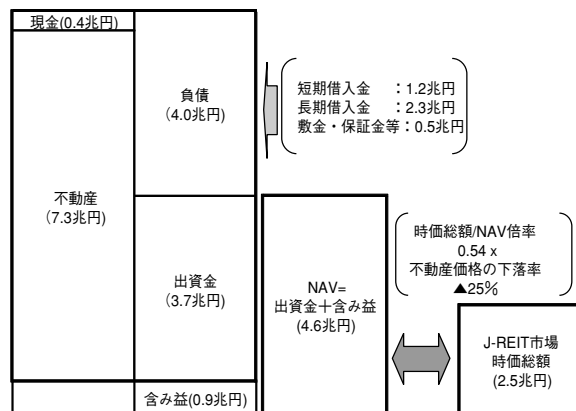 現金(0.4兆円)
負債
(4.0兆円)
短期借入金　：1.2兆円
長期借入金　：2.3兆円
敷金・保証金等：0.5兆円
不動産
(7.3兆円)
出資金
(3.7兆円)
NAV=
出資金＋含み益
(4.6兆円)
時価総額/NAV倍率
0.54 x
不動産価格の下落率
▲25%
J-REIT市場
時価総額
(2.5兆円)
含み益(0.9兆円)